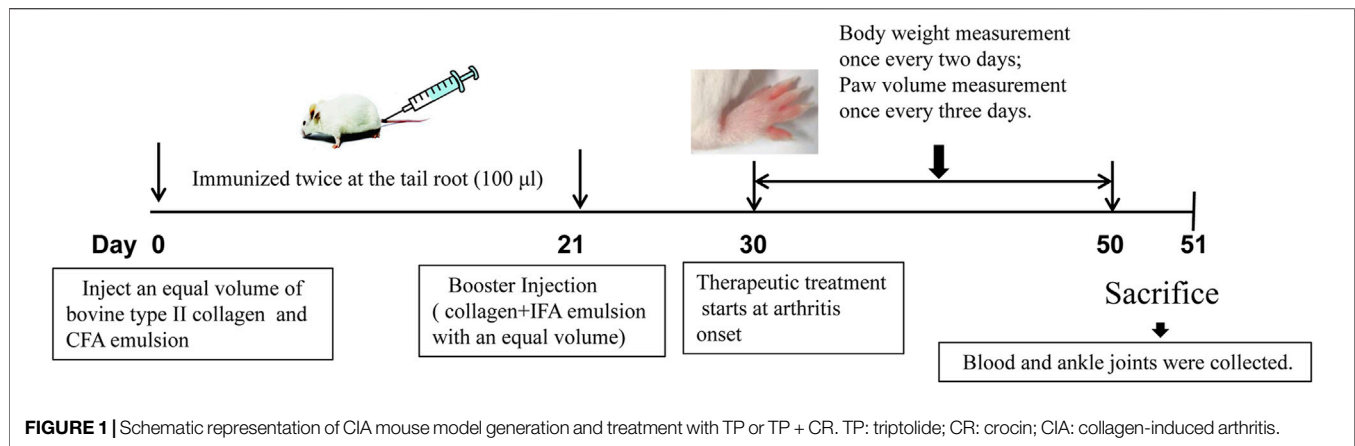 Body weight measurement
once every two days;
Paw volume measurement
once every three days.
Immunized twice at the tail root (100 μl)
Day 0
21
30
50
51
Inject an equal volume of
bovine type II collagen and
CFA emulsion
Booster Injection
( collagen+IFA emulsion
with an equal volume)
Therapeutic treatment
starts at arthritis
onset
Sacrifice
Blood and ankle joints were collected.
FIGURE 1 | Schematic representation of CIA mouse model generation and treatment with TP or TP + CR. TP: triptolide; CR: crocin; CIA: collagen-induced arthritis.